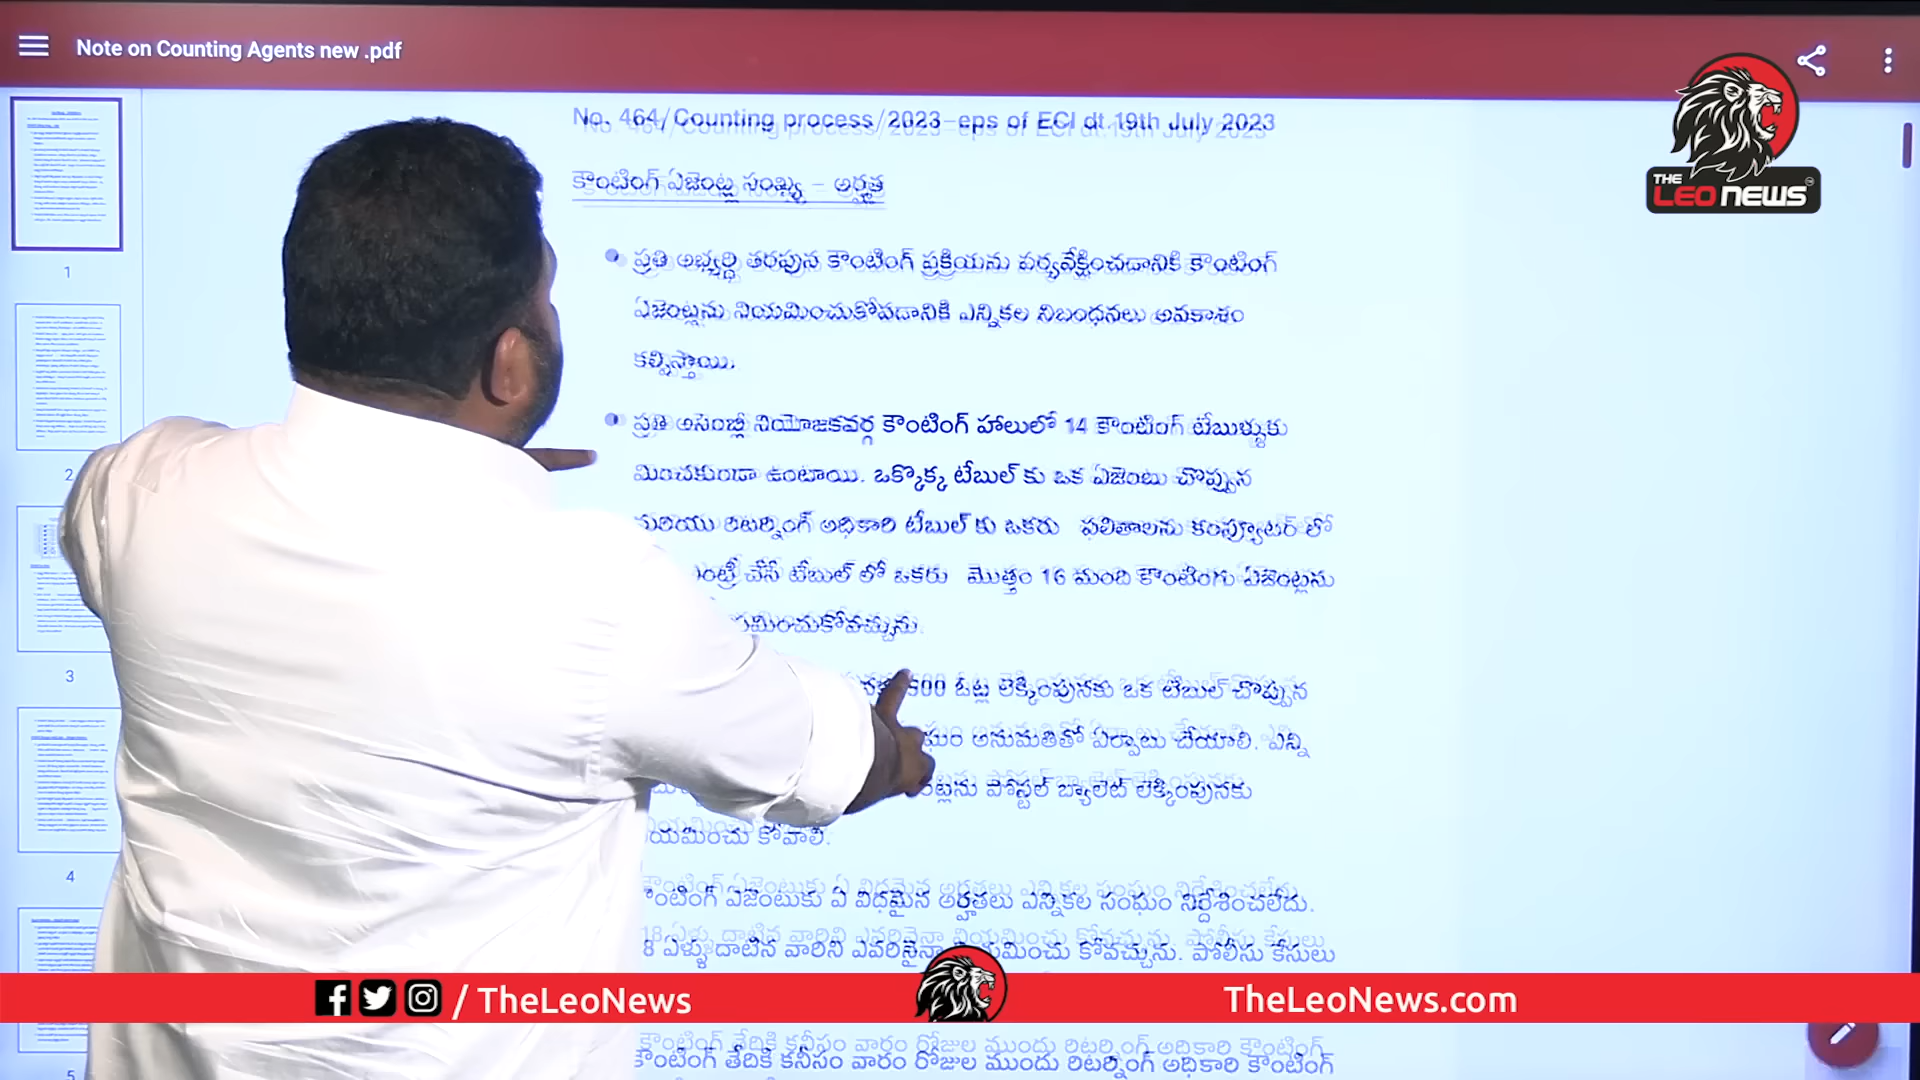 Note on Counting Agents new .pdf
No. 464/Counting process/2023-eps of ECI dt.19th July 2023
కౌంటింగ్ ఏజెంట్ల సంఖ్య – అర్హత
ప్రతి అభ్యర్థి తరపున కౌంటింగ్ ప్రక్రియను పర్యవేక్షించడానికి కౌంటింగ్
ఏజెంట్లను నియమించుకోవడానికి ఎన్నికల నిబంధనలు అవకాశం
కల్పిస్తాయి.
ప్రతి అసెంబ్లీ నియోజకవర్గ కౌంటింగ్ హాలులో 14 కౌంటింగ్ టేబుళ్ళకు
మించకుండా ఉంటాయి. ఒక్కొక్క టేబుల్ కు ఒక ఏజెంటు చొప్పున
మరియు రిటర్నింగ్ అధికారి టేబుల్ కు ఒకరు ఫలితాలను కంప్యూటర్ లో
ఎంట్రీ చేసే టేబుల్ లో ఒకరు మొత్తం 16 మంది కౌంటింగు ఏజెంట్లను
యమించుకోవచ్చును.
500 ఓట్ల లెక్కింపునకు ఒక టేబుల్ చొప్పున
ఘం అనుమతితో ఏర్పాటు చేయాలి. ఎన్ని
ంట్లను పోస్టల్ బ్యాలెట్ లెక్కింపునకు
యమించు కోవాలి.
కౌంటింగ్ ఏజెంటుకు ఏ విధమైన అర్హతలు ఎన్నికల సంఘం నిర్దేశించలేదు.
18 ఏళ్ళు దాటిన వారిని ఎవరినైనా నియమించు కోవచ్చును. పోలీసు కేసులు
కౌంటింగ్ తేదికి కనీసం వారం రోజుల ముందు రిటర్నింగ్ అధికారి కౌంటింగ్
1
2
3
4
5
THE
LEO NEWS
/ TheLeoNews
TheLeoNews.com